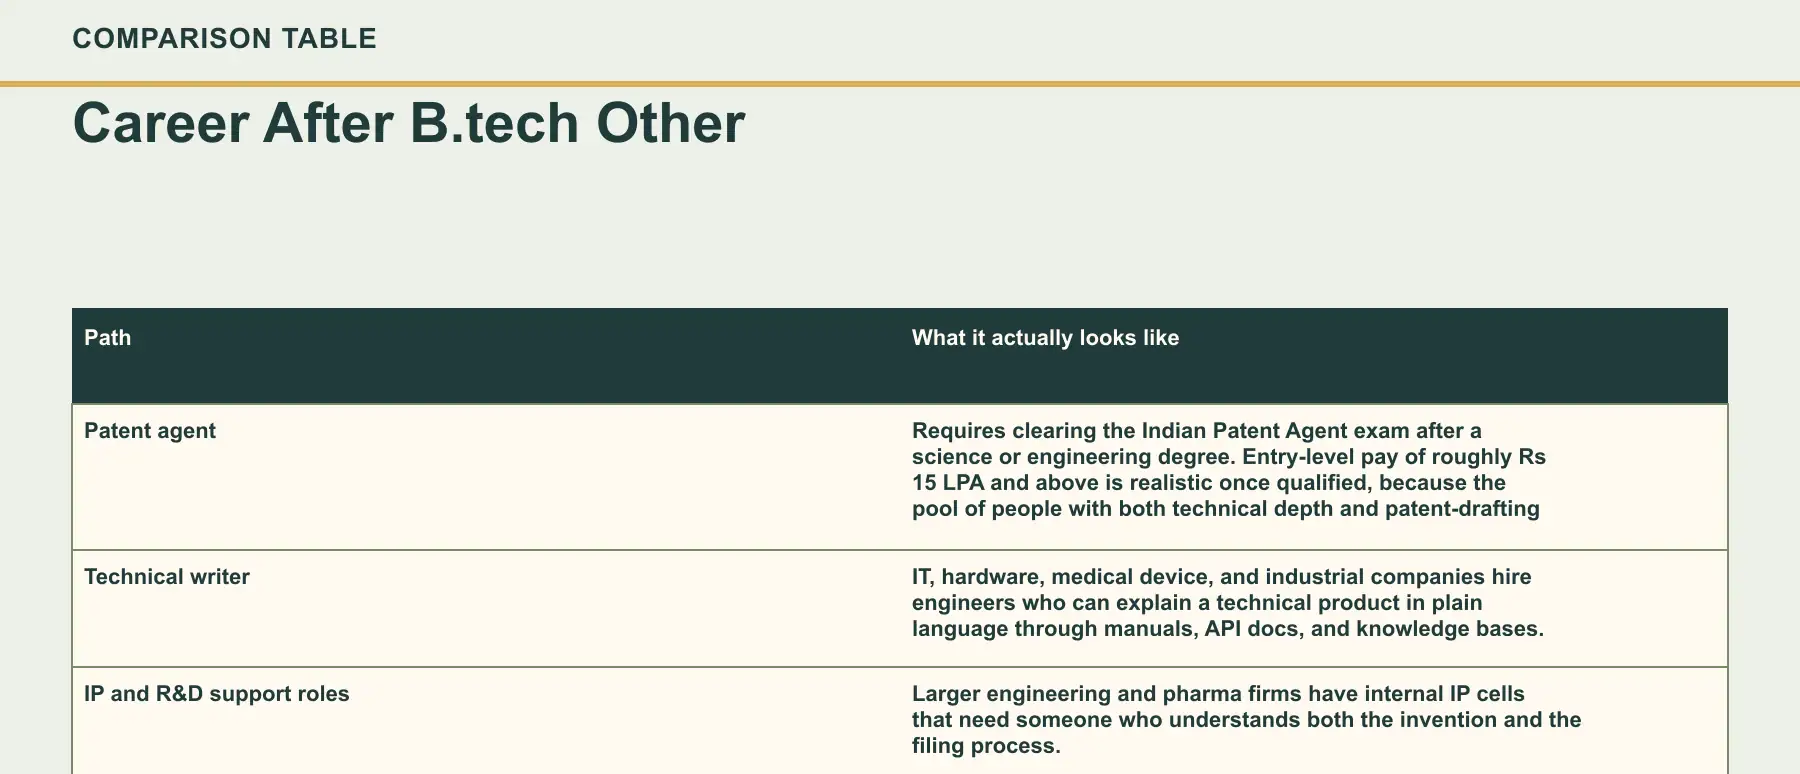 COMPARISON TABLE
Career After B.tech Other
Path
What it actually looks like
Patent agent
Requires clearing the Indian Patent Agent exam after a
science or engineering degree. Entry-level pay of roughly Rs
15 LPA and above is realistic once qualified, because the
pool of people with both technical depth and patent-drafting
Technical writer
IT, hardware, medical device, and industrial companies hire
engineers who can explain a technical product in plain
language through manuals, API docs, and knowledge bases.
IP and R&D support roles
Larger engineering and pharma firms have internal IP cells
that need someone who understands both the invention and the
filing process.